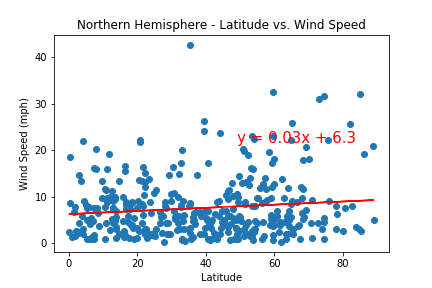 Northern Hemisphere - Latitude vs. Wind Speed
40
30
20
10
0
Wind Speed (mph)
y = 0.03x + 6.3
0 20 40 60 80
Latitude